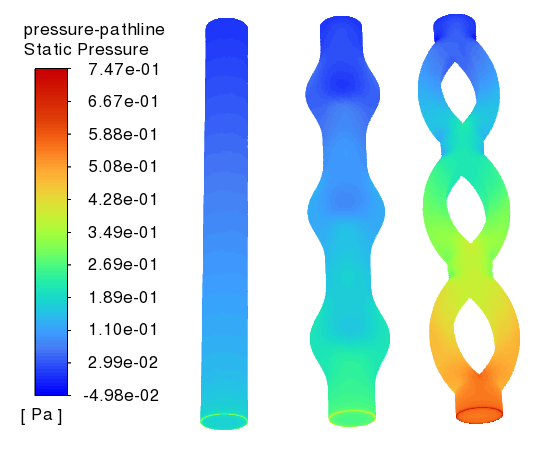 pressure-pathline
Static Pressure
7.47e-01
6.67e-01
5.88e-01
5.08e-01
4.28e-01
3.49e-01
2.69e-01
1.89e-01
1.10e-01
2.99e-02
-4.98e-02
[ Pa ]